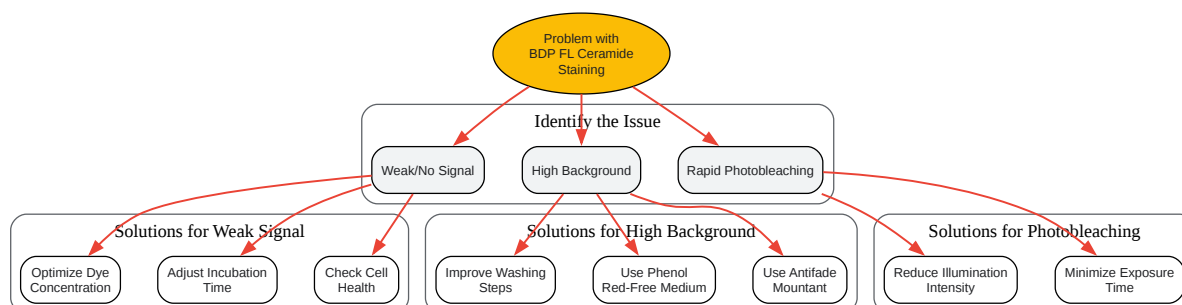 Problem with
BDP FL Ceramide
Staining
Identify the Issue
Weak/No Signal
High Background
Rapid Photobleaching
Solutions for Weak Signal
Optimize Dye
Concentration
Adjust Incubation
Time
Check Cell
Health
Solutions for High Background
Improve Washing
Steps
Use Phenol
Red-Free Medium
Use Antifade
Mountant
Solutions for Photobleaching
Reduce Illumination
Intensity
Minimize Exposure
Time